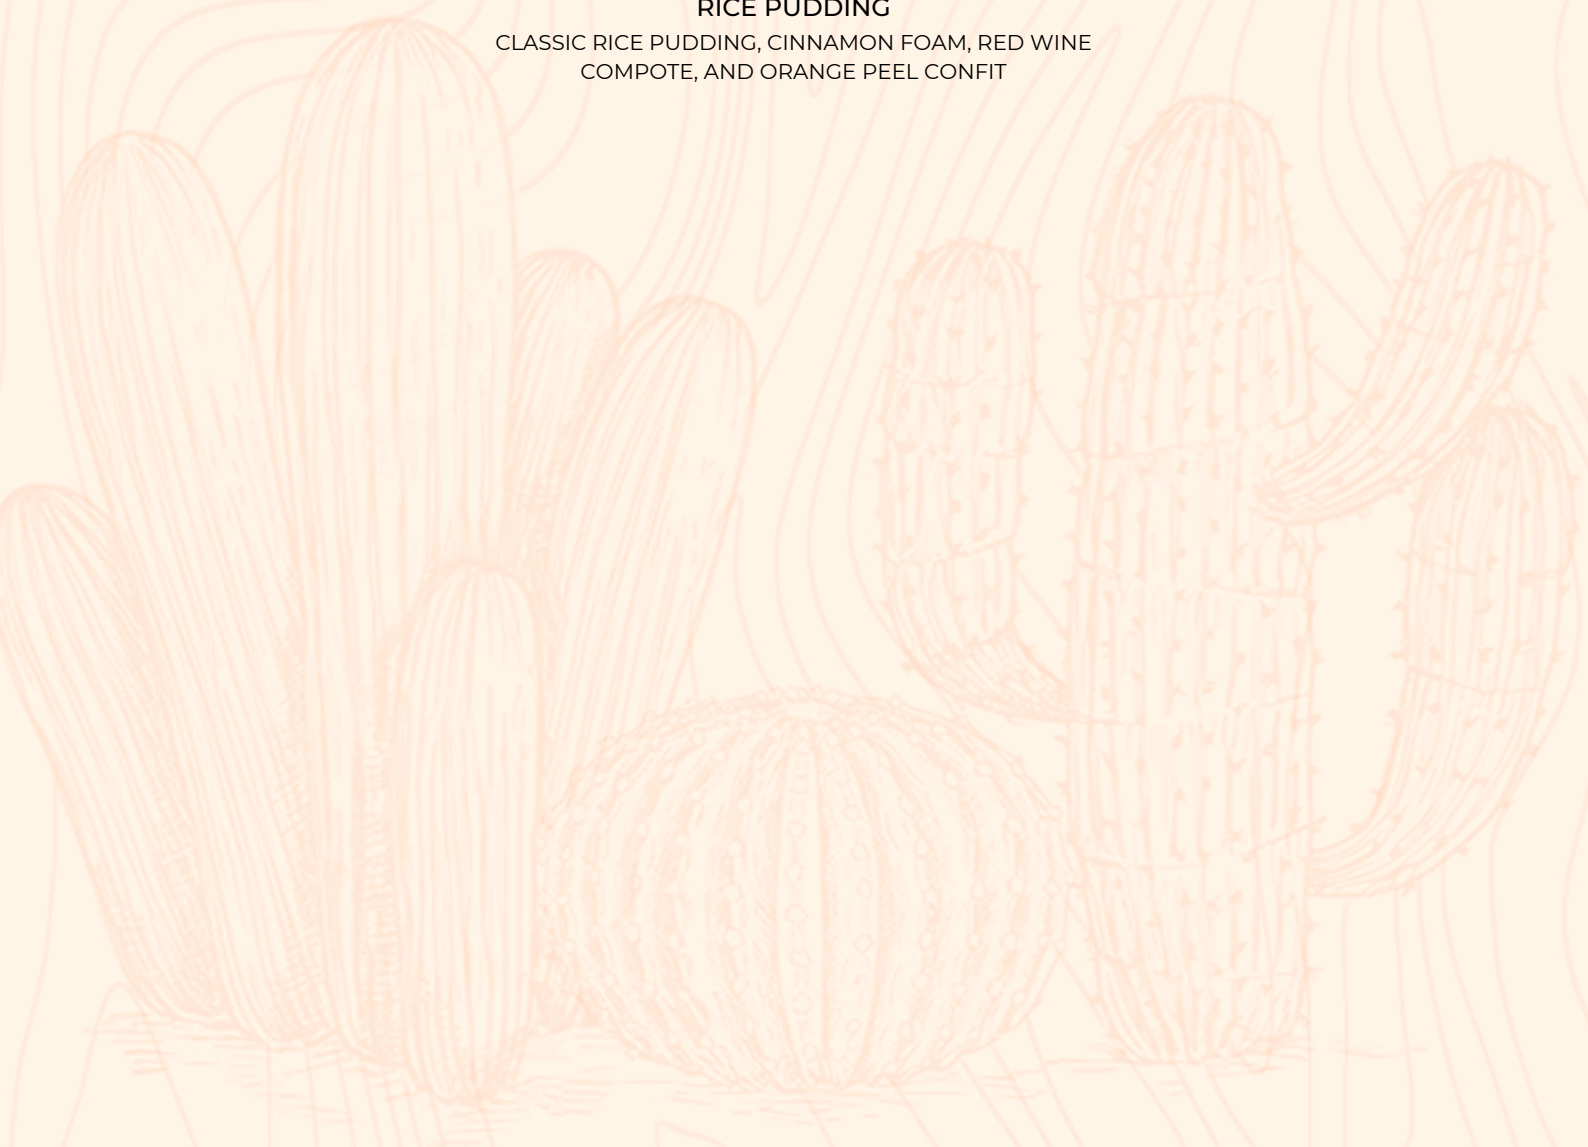 RICE PUDDING
CLASSIC RICE PUDDING, CINNAMON FOAM, RED WINE
COMPOTE, AND ORANGE PEEL CONFIT